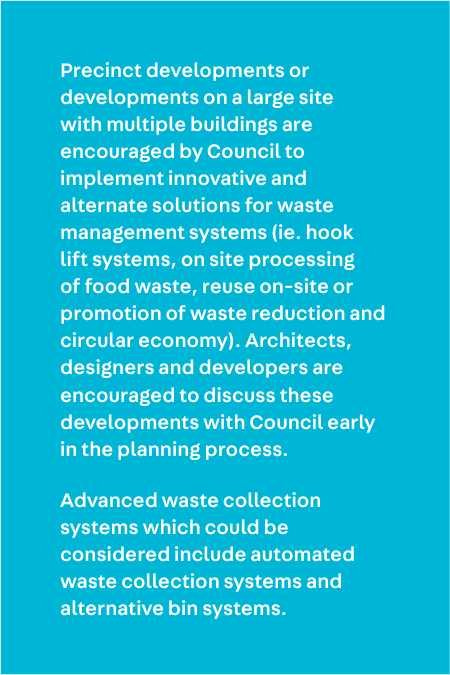 Precinct developments or
developments on a large site
with multiple buildings are
encouraged by Council to
implement innovative and
alternate solutions for waste
management systems (ie. hook
lift systems, on site processing
of food waste, reuse on-site or
promotion of waste reduction and
circular economy). Architects,
designers and developers are
encouraged to discuss these
developments with Council early
in the planning process.
Advanced waste collection
systems which could be
considered include automated
waste collection systems and
alternative bin systems.